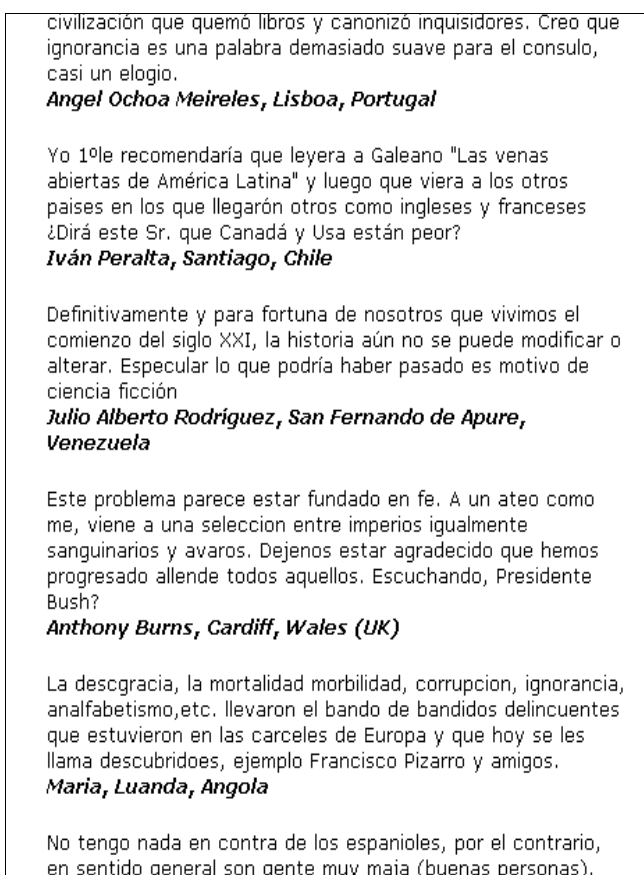 civilización que quemó libros y canonizó inquisidores. Creo que
ignorancia es una palabra demasiado suave para el consulo,
casi un elogio.
Angel Ochoa Meireles, Lisboa, Portugal
Yo 1ºle recomendaría que leyera a Galeano "Las venas
abiertas de América Latina" y luego que viera a los otros
paises en los que llegarón otros como ingleses y franceses
¿Dirá este Sr. que Canadá y Usa están peor?
Iván Peralta, Santiago, Chile
Definitivamente y para fortuna de nosotros que vivimos el
comienzo del siglo XXI, la historia aún no se puede modificar o
alterar. Especular lo que podría haber pasado es motivo de
ciencia ficción
Julio Alberto Rodríguez, San Fernando de Apure,
Venezuela
Este problema parece estar fundado en fe. A un ateo como
me, viene a una seleccion entre imperios igualmente
sanguinarios y avaros. Dejenos estar agradecido que hemos
progresado allende todos aquellos. Escuchando, Presidente
Bush?
Anthony Burns, Cardiff, Wales (UK)
La descgracia, la mortalidad morbilidad, corrupcion, ignorancia,
analfabetismo,etc. llevaron el bando de bandidos delincuentes
que estuvieron en las carceles de Europa y que hoy se les
llama descubridoes, ejemplo Francisco Pizarro y amigos.
Maria, Luanda, Angola
No tengo nada en contra de los espanioles, por el contrario,
en sentido general son gente muy maja (buenas personas).